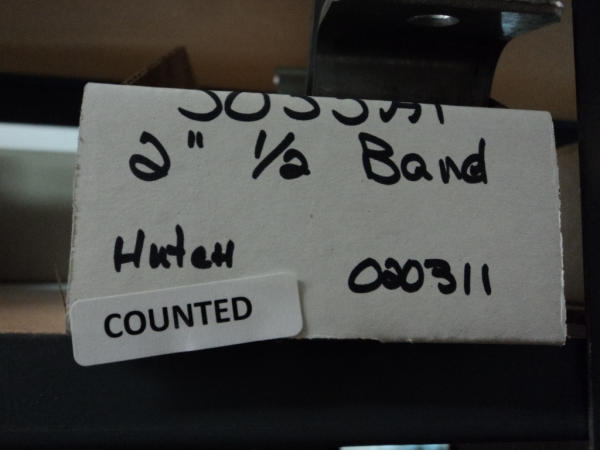 2" 1/2 Band
Hutch 020311
COUNTED